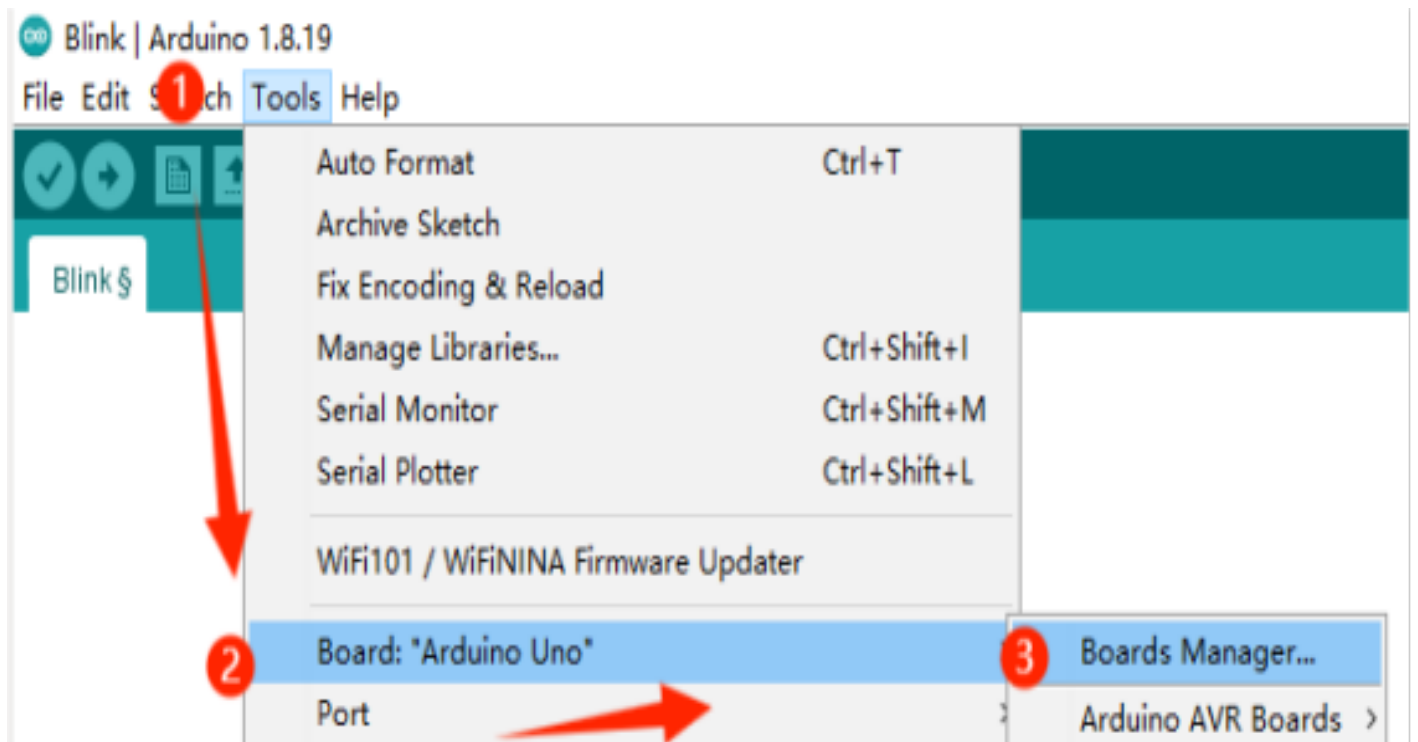 Blink | Arduino 1.8.19
File Edit S ch Tools Help
1
Auto Format Ctrl+T
Archive Sketch
Blink §
Fix Encoding & Reload
Manage Libraries... Ctrl+Shift+I
Serial Monitor Ctrl+Shift+M
Serial Plotter Ctrl+Shift+L
WiFi101 / WiFiNINA Firmware Updater
2 Board: "Arduino Uno" 3 Boards Manager...
Port > Arduino AVR Boards >